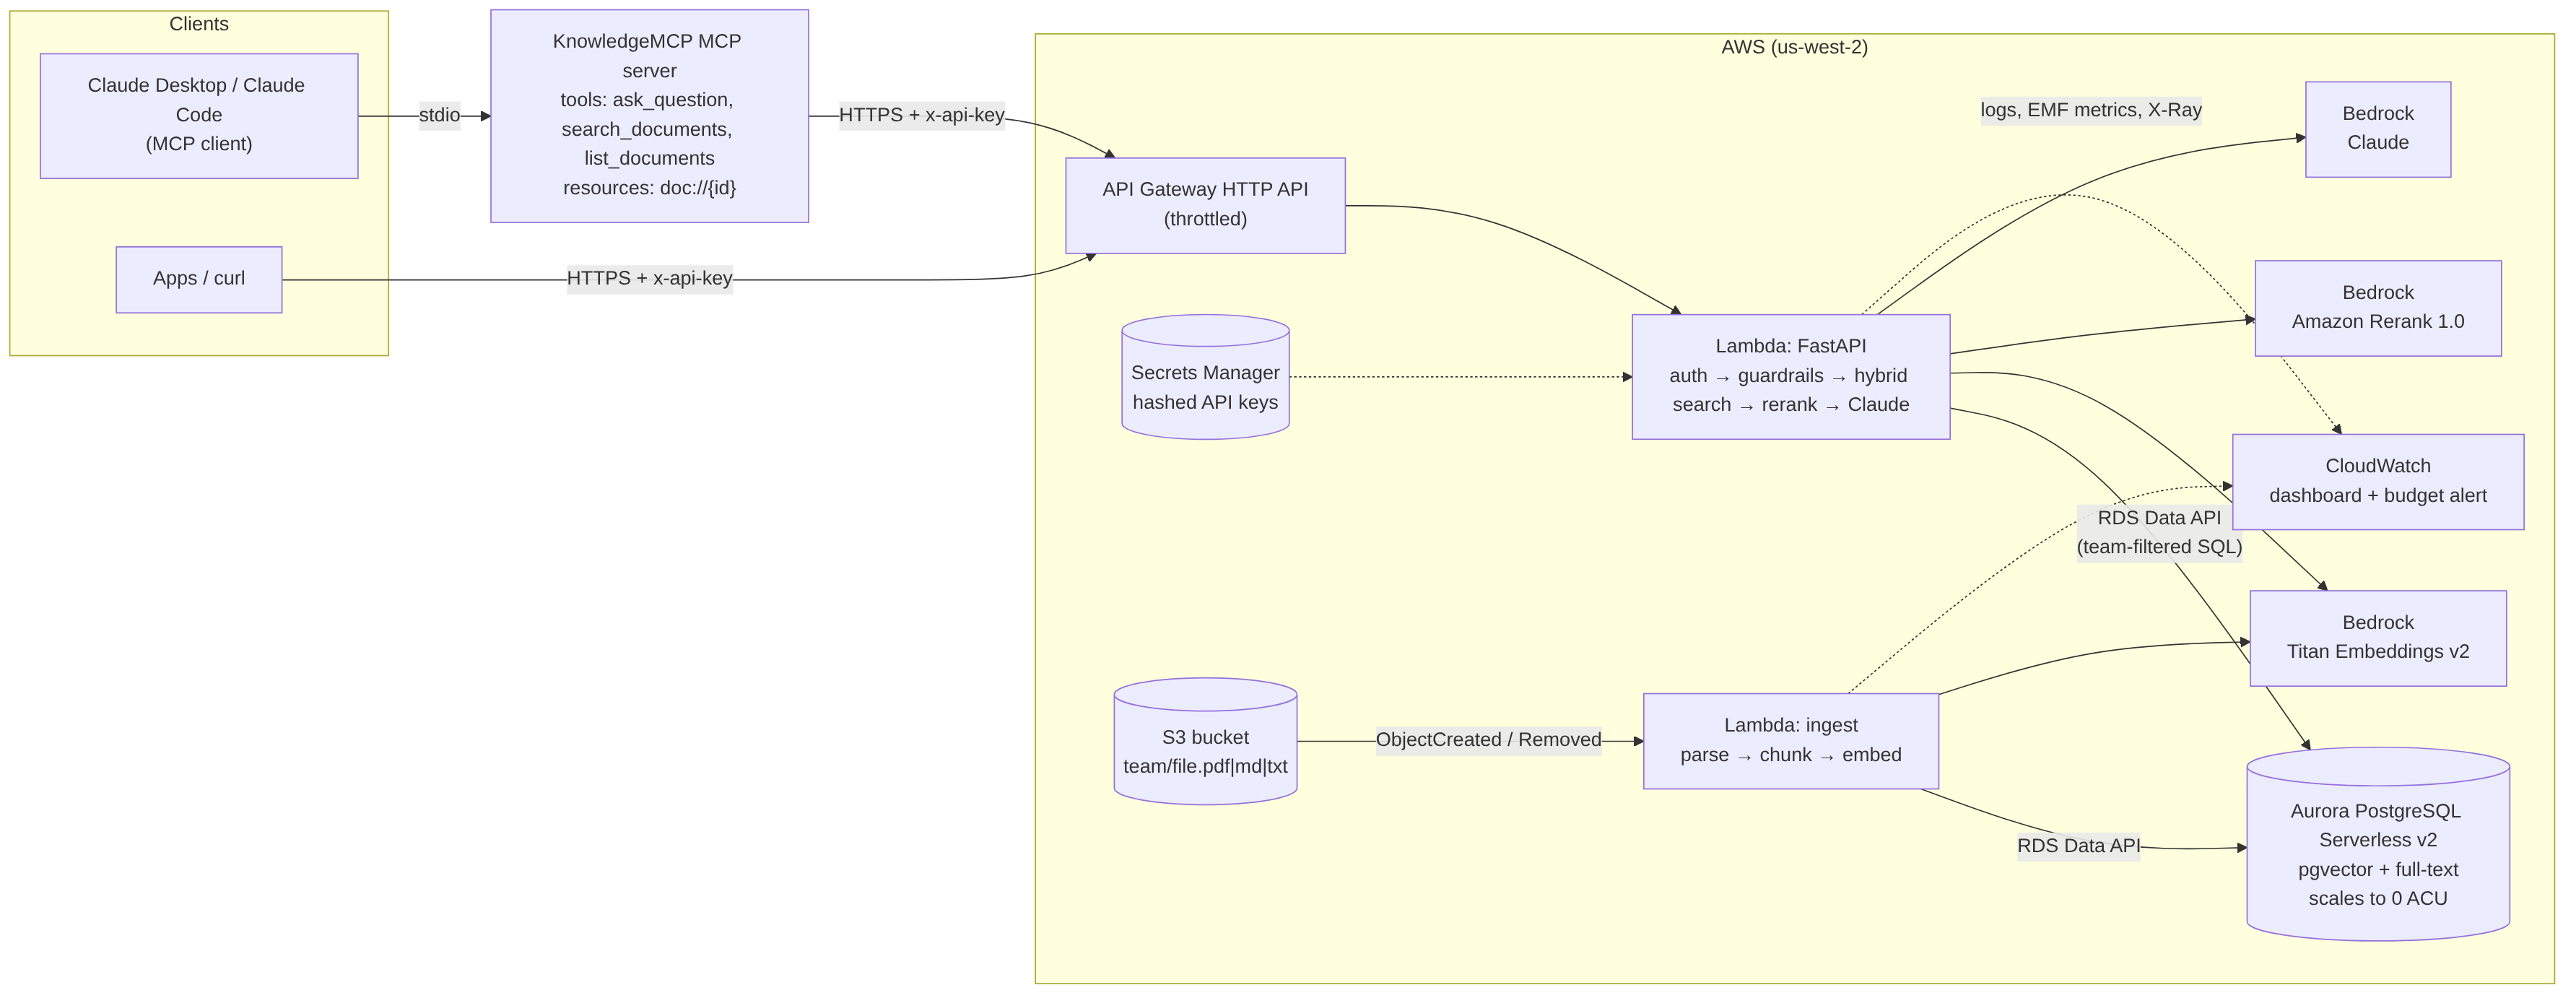 Clients
Claude Desktop / Claude
Code
(MCP client)
Apps / curl
stdio
KnowledgeMCP MCP
server
tools: ask_question,
search_documents,
list_documents
resources: doc://{id}
HTTPS + x-api-key
HTTPS + x-api-key
AWS (us-west-2)
API Gateway HTTP API
(throttled)
Secrets Manager
hashed API keys
S3 bucket
team/file.pdf|md|txt
ObjectCreated / Removed
Lambda: FastAPI
auth → guardrails → hybrid
search → rerank → Claude
Lambda: ingest
parse → chunk → embed
logs, EMF metrics, X-Ray
RDS Data API
(team-filtered SQL)
RDS Data API
Bedrock
Claude
Bedrock
Amazon Rerank 1.0
CloudWatch
dashboard + budget alert
Bedrock
Titan Embeddings v2
Aurora PostgreSQL
Serverless v2
pgvector + full-text
scales to 0 ACU